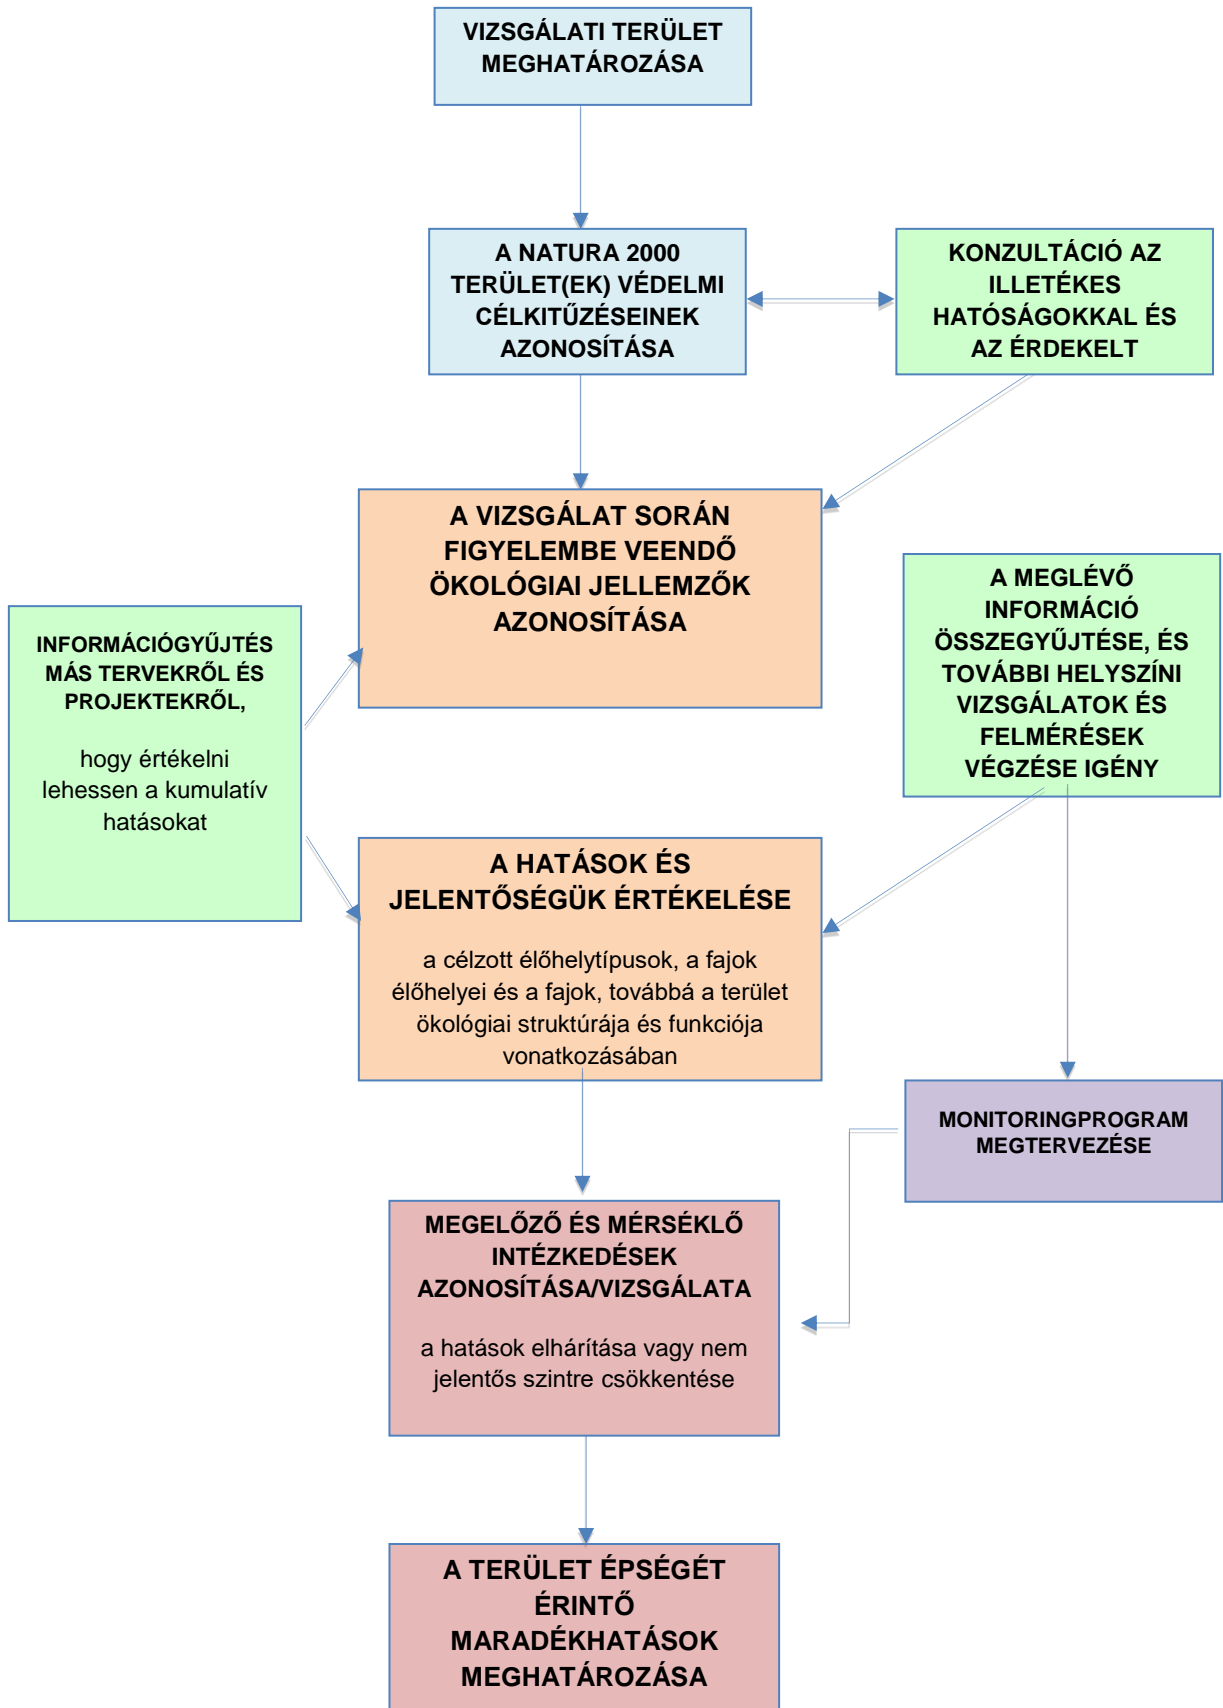 VIZSGÁLATI TERÜLET
MEGHATÁROZÁSA
A NATURA 2000
TERÜLET(EK) VÉDELMI
CÉLKITŰZÉSEINEK
AZONOSÍTÁSA
KONZULTÁCIÓ AZ
ILLETÉKES
HATÓSÁGOKKAL ÉS
AZ ÉRDEKELT
A VIZSGÁLAT SORÁN
FIGYELEMBE VEENDŐ
ÖKOLÓGIAI JELLEMZŐK
AZONOSÍTÁSA
A MEGLÉVŐ
INFORMÁCIÓ
ÖSSZEGYŰJTÉSE, ÉS
TOVÁBBI HELYSZÍNI
VIZSGÁLATOK ÉS
FELMÉRÉSEK
VÉGZÉSE IGÉNY
INFORMÁCIÓGYŰJTÉS
MÁS TERVEKRŐL ÉS
PROJEKTEKRŐL,
hogy értékelni
lehessen a kumulatív
hatásokat
A HATÁSOK ÉS
JELENTŐSÉGÜK ÉRTÉKELÉSE
a célzott élőhelytípusok, a fajok
élőhelyei és a fajok, továbbá a terület
ökológiai struktúrája és funkciója
vonatkozásában
MONITORINGPROGRAM
MEGTERVEZÉSE
MEGELŐZŐ ÉS MÉRSÉKLŐ
INTÉZKEDÉSEK
AZONOSÍTÁSA/VIZSGÁLATA
a hatások elhárítása vagy nem
jelentős szintre csökkentése
A TERÜLET ÉPSÉGÉT
ÉRINTŐ
MARADÉKHATÁSOK
MEGHATÁROZÁSA